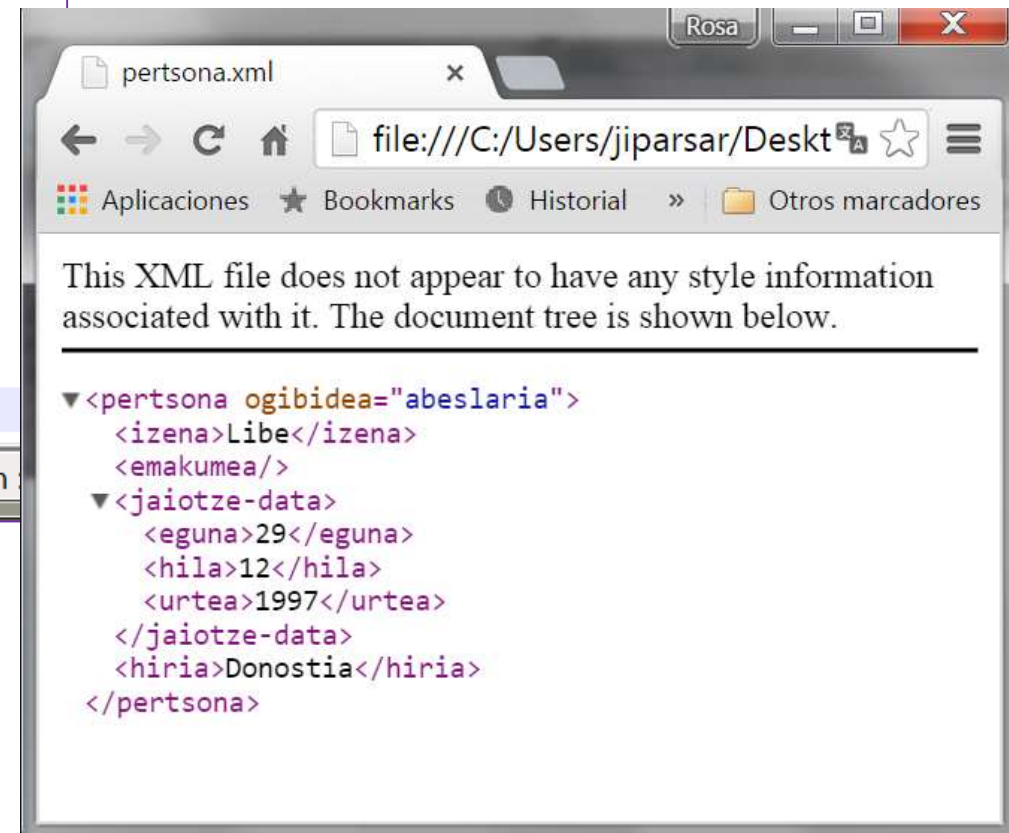 Rosa
pertsona.xml
file:///C:/Users/jiparsar/Deskt
Aplicaciones Bookmarks Historial » Otros marcadores
This XML file does not appear to have any style information
associated with it. The document tree is shown below.
▼<pertsona ogibidea="abeslaria">
<izena>Libe</izena>
<emakumea/>
▼<jaiotze-data>
<eguna>29</eguna>
<hila>12</hila>
<urtea>1997</urtea>
</jaiotze-data>
<hiria>Donostia</hiria>
</pertsona>